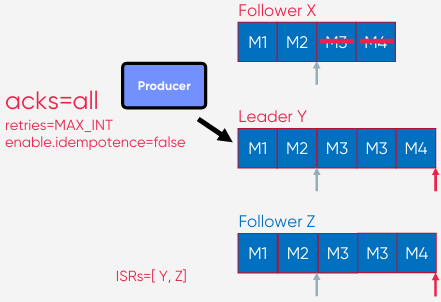 Follower X
M1 M2 M3 M4
Producer
acks=all
retries=MAX_INT
enable.idempotence=false
Leader Y
M1 M2 M3 M3 M4
Follower Z
M1 M2 M3 M3 M4
ISRs=[ Y, Z]